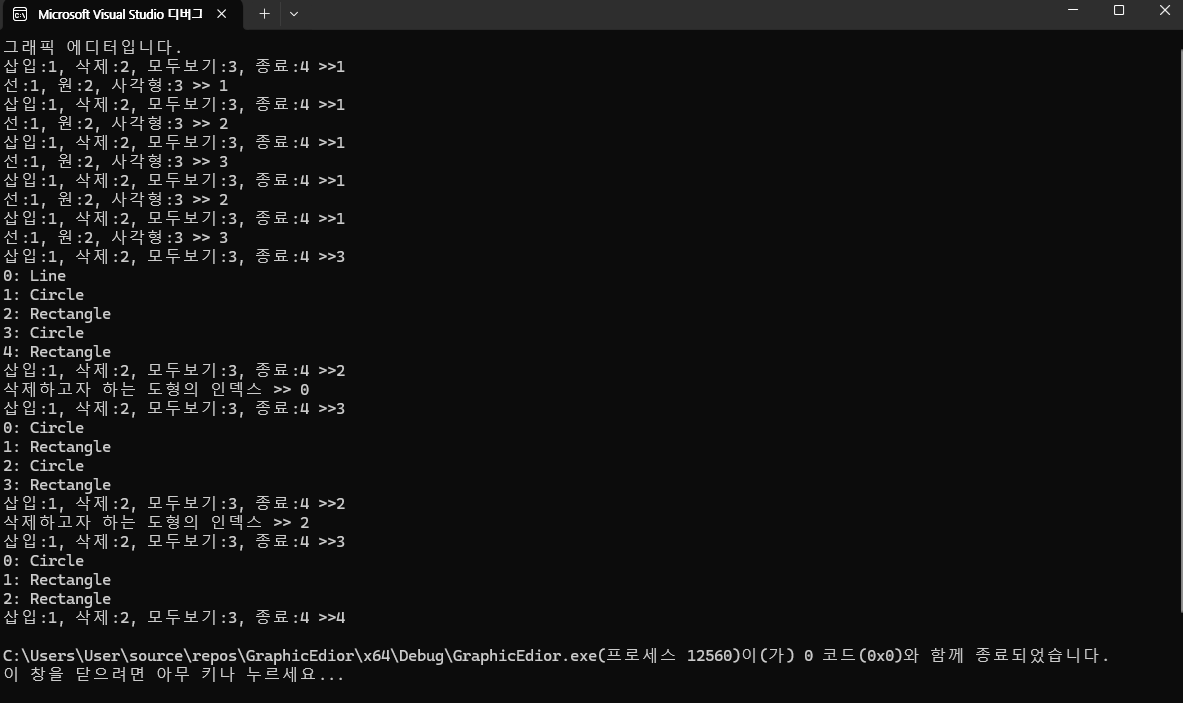 Microsoft Visual Studio 디버그
그래픽 에디터입니다.
삽입:1, 삭제:2, 모두보기:3, 종료:4 >>1
선:1, 원:2, 사각형:3 >> 1
삽입:1, 삭제:2, 모두보기:3, 종료:4 >>1
선:1, 원:2, 사각형:3 >> 2
삽입:1, 삭제:2, 모두보기:3, 종료:4 >>1
선:1, 원:2, 사각형:3 >> 3
삽입:1, 삭제:2, 모두보기:3, 종료:4 >>1
선:1, 원:2, 사각형:3 >> 2
삽입:1, 삭제:2, 모두보기:3, 종료:4 >>1
선:1, 원:2, 사각형:3 >> 3
삽입:1, 삭제:2, 모두보기:3, 종료:4 >>3
0: Line
1: Circle
2: Rectangle
3: Circle
4: Rectangle
삽입:1, 삭제:2, 모두보기:3, 종료:4 >>2
삭제하고자 하는 도형의 인덱스 >> 0
삽입:1, 삭제:2, 모두보기:3, 종료:4 >>3
0: Circle
1: Rectangle
2: Circle
3: Rectangle
삽입:1, 삭제:2, 모두보기:3, 종료:4 >>2
삭제하고자 하는 도형의 인덱스 >> 2
삽입:1, 삭제:2, 모두보기:3, 종료:4 >>3
0: Circle
1: Rectangle
2: Rectangle
삽입:1, 삭제:2, 모두보기:3, 종료:4 >>4
C:\Users\User\source\repos\GraphicEdior\x64\Debug\GraphicEdior.exe(프로세스 12560)이(가) 0 코드(0x0)와 함께 종료되었습니다.
이 창을 닫으려면 아무 키나 누르세요...